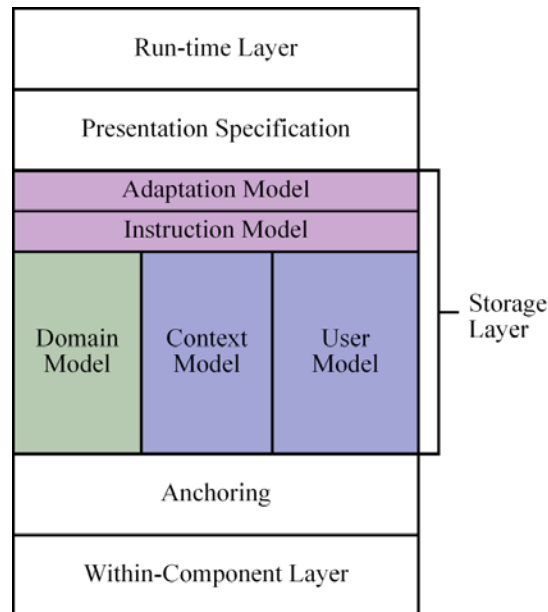 Run-time Layer
Presentation Specification
Adaptation Model
Instruction Model
Domain
Model
Context
Model
User
Model
Storage
Layer
Anchoring
Within-Component Layer